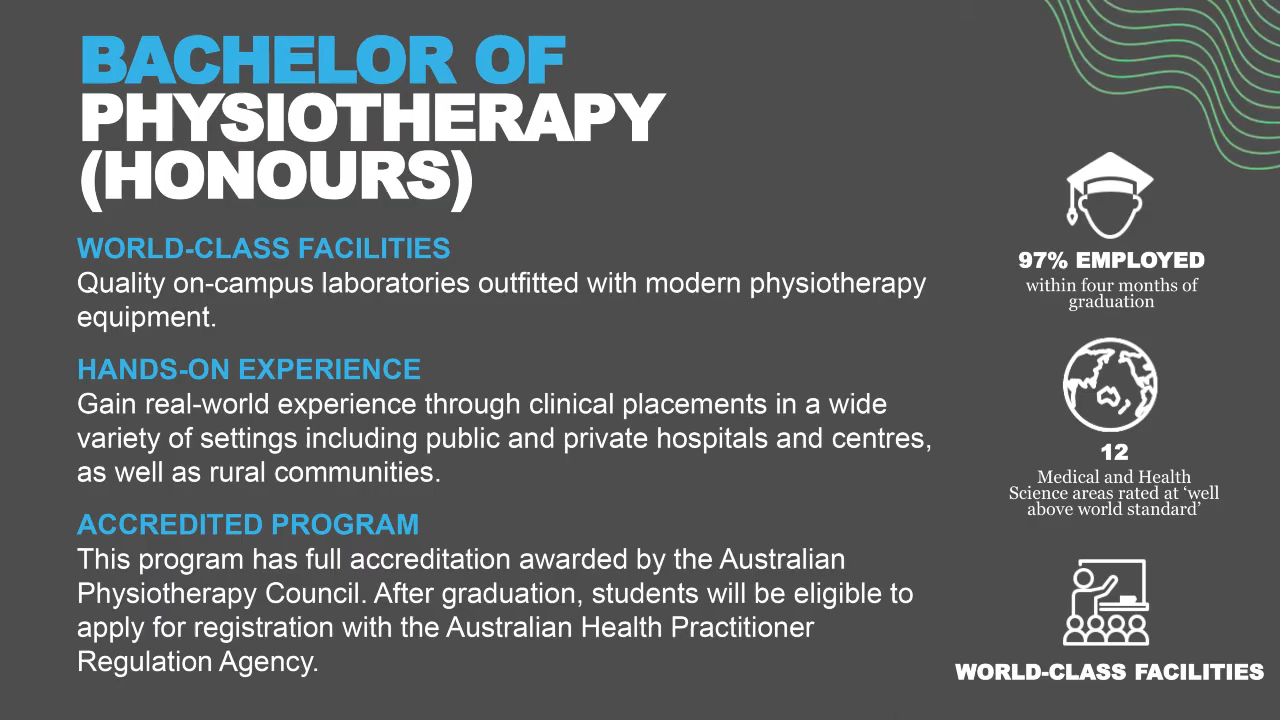 BACHELOR OF
PHYSIOTHERAPY
(HONOURS)
WORLD-CLASS FACILITIES
Quality on-campus laboratories outfitted with modern physiotherapy
equipment.
HANDS-ON EXPERIENCE
Gain real-world experience through clinical placements in a wide
variety of settings including public and private hospitals and centres,
as well as rural communities.
ACCREDITED PROGRAM
This program has full accreditation awarded by the Australian
Physiotherapy Council. After graduation, students will be eligible to
apply for registration with the Australian Health Practitioner
Regulation Agency.
97% EMPLOYED
within four months of
graduation
12
Medical and Health
Science areas rated at ‘well
above world standard’
WORLD-CLASS FACILITIES